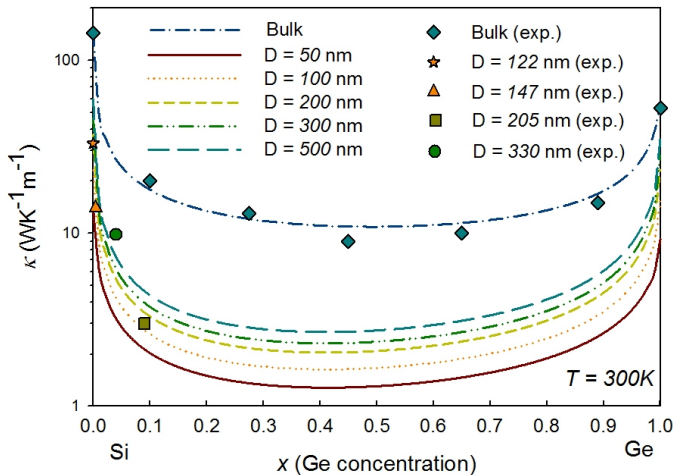 100
10
1
κ (WK⁻¹m⁻¹)
Bulk
D = 50 nm
D = 100 nm
D = 200 nm
D = 300 nm
D = 500 nm
Bulk (exp.)
D = 122 nm (exp.)
D = 147 nm (exp.)
D = 205 nm (exp.)
D = 330 nm (exp.)
T = 300K
0.0 0.1 0.2 0.3 0.4 0.5 0.6 0.7 0.8 0.9 1.0
Si Ge
x (Ge concentration)